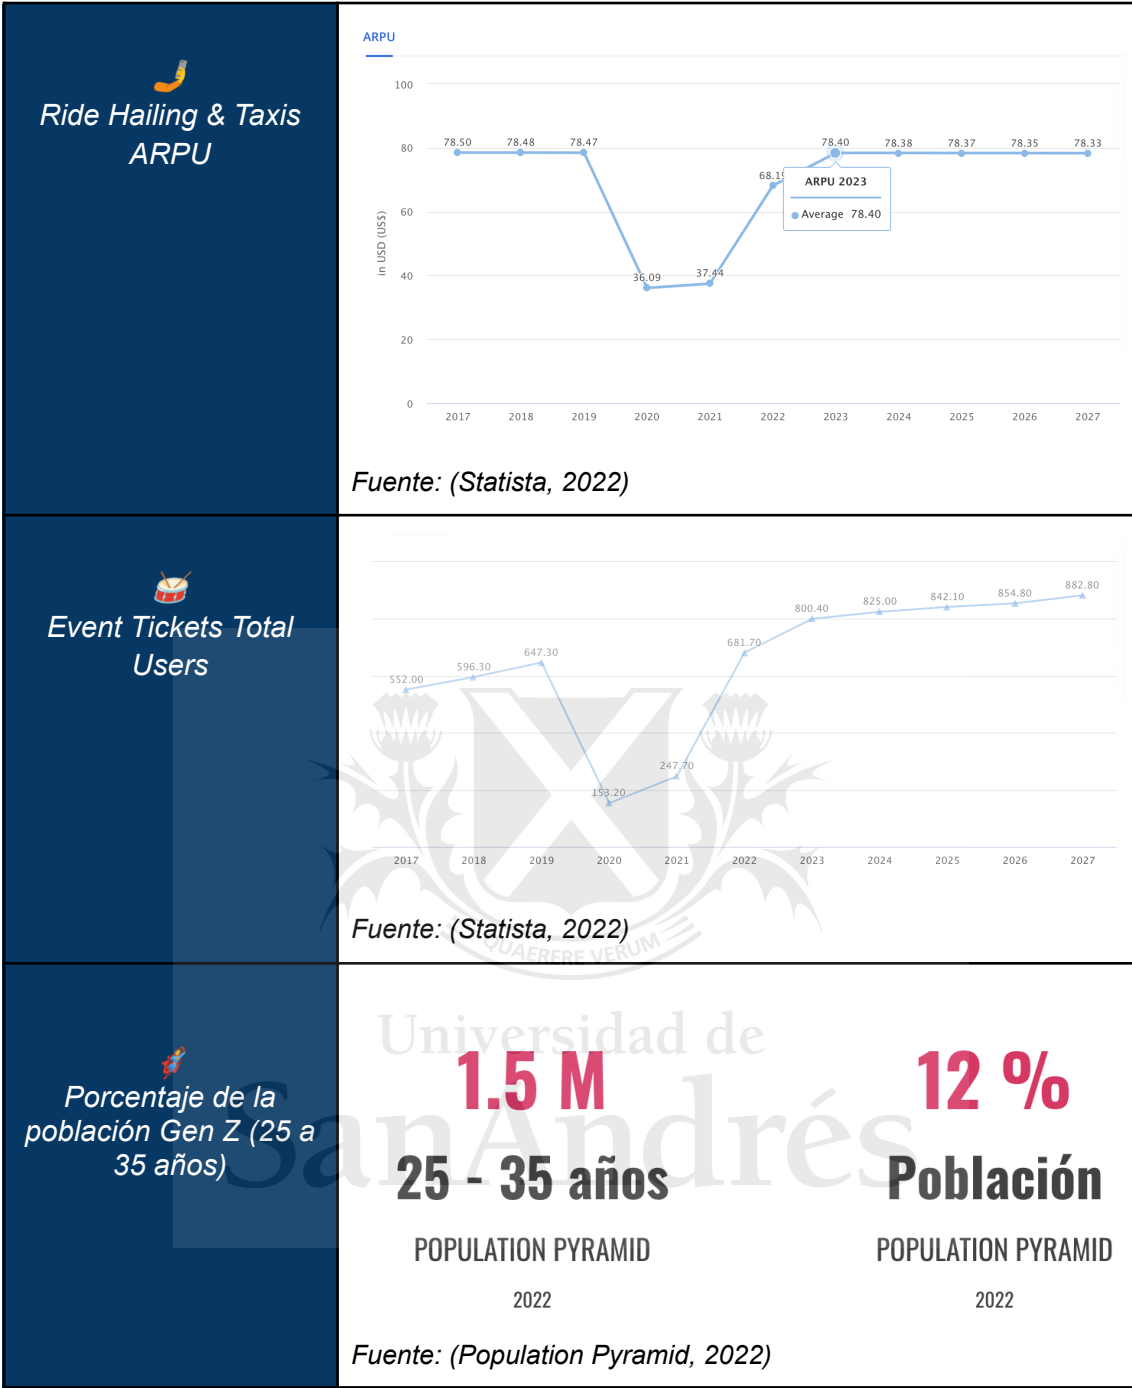 Ride Hailing & Taxis
ARPU
ARPU
100
80
60
40
20
0
in USD (US$)
78.50
78.48
78.47
36.09
37.44
68.19
78.40
78.38
78.37
78.35
78.33
ARPU 2023
Average 78.40
2017 2018 2019 2020 2021 2022 2023 2024 2025 2026 2027
Fuente: (Statista, 2022)
Event Tickets Total
Users
552.00
596.30
647.30
153.20
247.70
681.70
800.40
825.00
842.10
854.80
882.80
2017 2018 2019 2020 2021 2022 2023 2024 2025 2026 2027
Fuente: (Statista, 2022)
QUAERERE VERUM
Universidad de
SanAndrés
Porcentaje de la
población Gen Z (25 a
35 años)
1.5 M
25 - 35 años
POPULATION PYRAMID
2022
12 %
Población
POPULATION PYRAMID
2022
Fuente: (Population Pyramid, 2022)